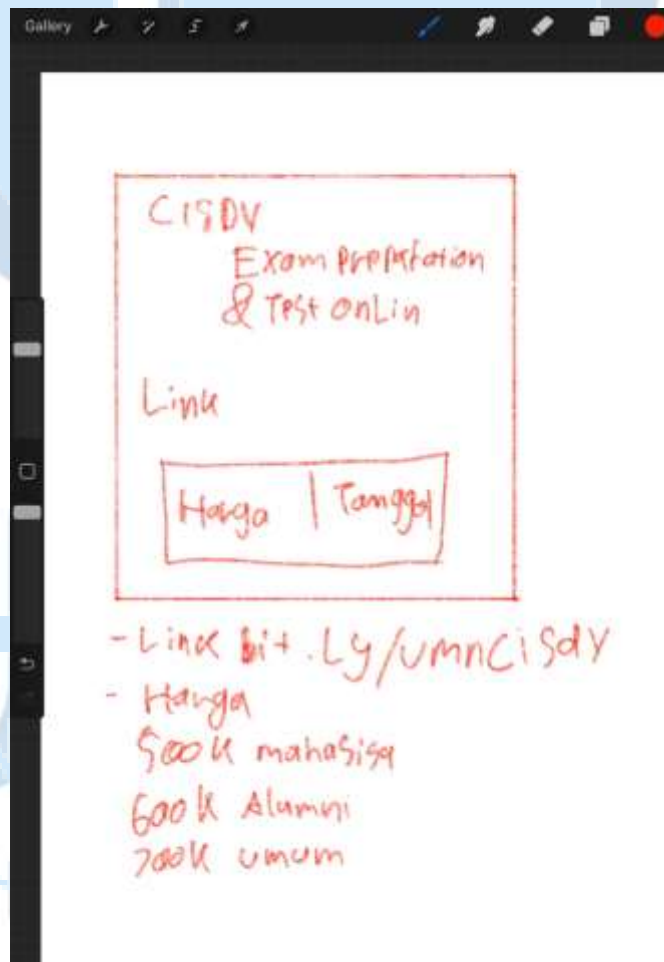 Gallery
CISDV
Exam Preparation
& Test onLin
Link
Harga | Tanggal
- Link bit.Ly/umnCiSdV
- Harga
500K mahasisa
600K Alumni
700K umum